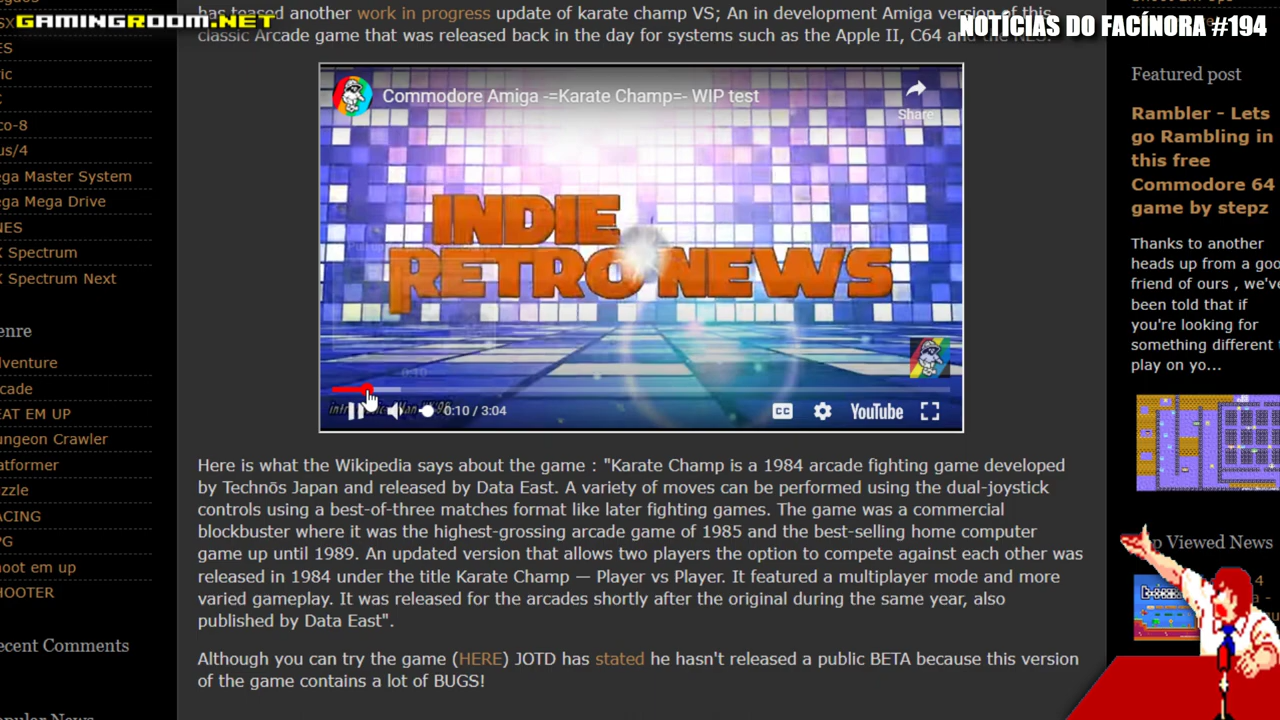 GAMINGROOM.NET
NOTÍCIAS DO FACÍNORA #194
has teased another work in progress update of karate champ VS; An in development Amiga version of this
classic Arcade game that was released back in the day for systems such as the Apple II, C64 and the NES.
Commodore Amiga -=Karate Champ=- WIP test
Share
INDIE
RETRO NEWS
0:10
0:10 / 3:04
CC
YouTube
Here is what the Wikipedia says about the game : "Karate Champ is a 1984 arcade fighting game developed
by Technōs Japan and released by Data East. A variety of moves can be performed using the dual-joystick
controls using a best-of-three matches format like later fighting games. The game was a commercial
blockbuster where it was the highest-grossing arcade game of 1985 and the best-selling home computer
game up until 1989. An updated version that allows two players the option to compete against each other was
released in 1984 under the title Karate Champ — Player vs Player. It featured a multiplayer mode and more
varied gameplay. It was released for the arcades shortly after the original during the same year, also
published by Data East".
Although you can try the game (HERE) JOTD has stated he hasn't released a public BETA because this version
of the game contains a lot of BUGS!
ES
ric
co-8
us/4
ega Master System
ega Mega Drive
NES
X Spectrum
X Spectrum Next
enre
dventure
rcade
EAT EM UP
ungeon Crawler
atformer
zzle
ACING
PG
hoot em up
HOOTER
ecent Comments
opular News
Featured post
Rambler - Lets
go Rambling in
this free
Commodore 64
game by stepz
Thanks to another
heads up from a goo
friend of ours , we've
been told that if
you're looking for
something different t
play on yo...
op Viewed News